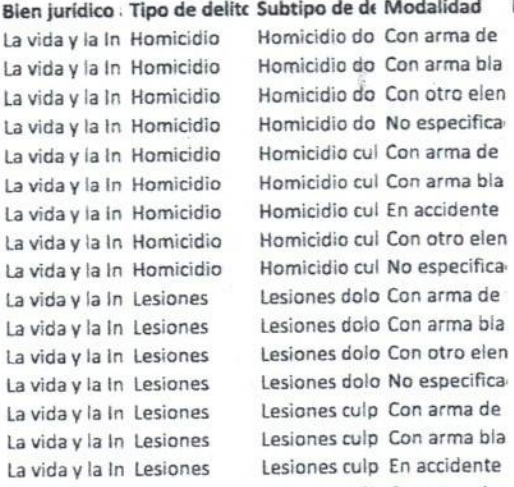 Bien jurídico Tipo de delito Subtipo de de Modalidad
La vida y la In Homicidio Homicidio do Con arma de
La vida y la In Homicidio Homicidio do Con arma bla
La vida y la In Homicidio Homicidio do Con otro elen
La vida y la In Homicidio Homicidio do No especifica
La vida y la In Homicidio Homicidio cul Con arma de
La vida y la In Homicidio Homicidio cul Con arma bla
La vida y la In Homicidio Homicidio cul En accidente
La vida y la In Homicidio Homicidio cul Con otro elen
La vida y la In Homicidio Homicidio cul No especifica
La vida y la In Lesiones Lesiones dolo Con arma de
La vida y la In Lesiones Lesiones dolo Con arma bla
La vida y la In Lesiones Lesiones dolo Con otro elen
La vida y la In Lesiones Lesiones dolo No especifica
La vida y la In Lesiones Lesiones culp Con arma de
La vida y la In Lesiones Lesiones culp Con arma bla
La vida y la In Lesiones Lesiones culp En accidente